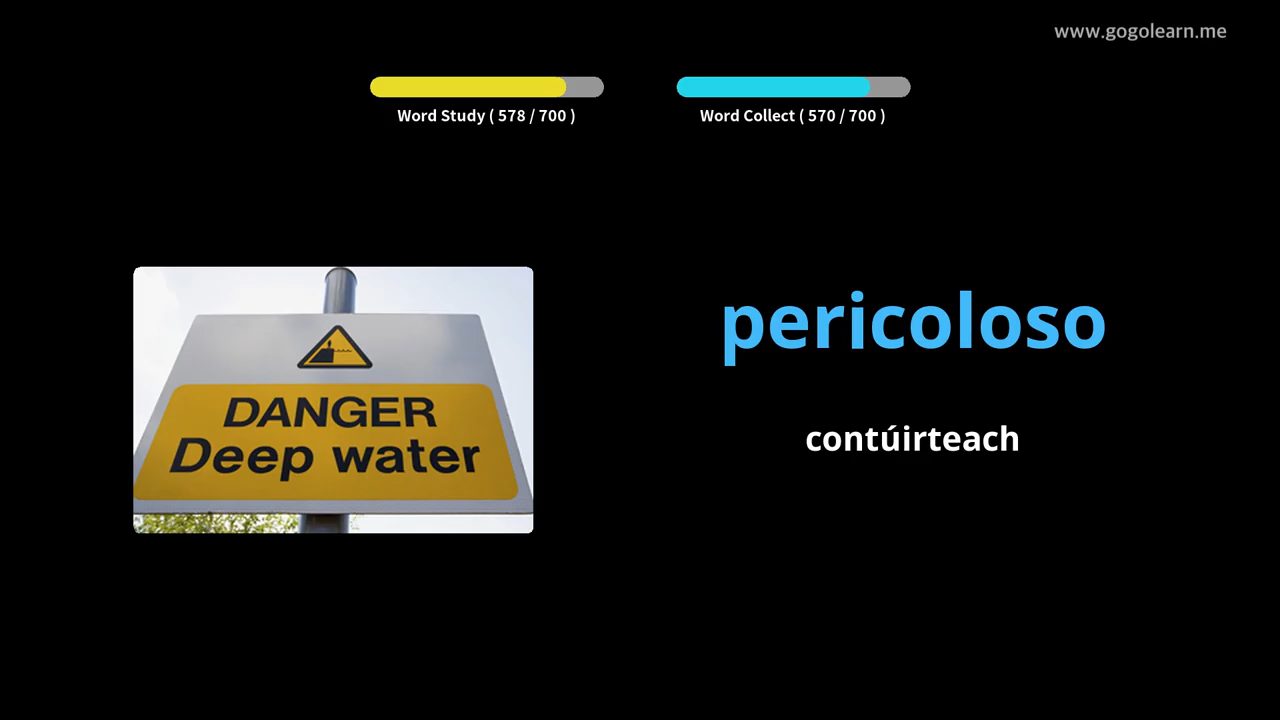 www.gogolearn.me
Word Study ( 578 / 700 )
Word Collect ( 570 / 700 )
DANGER
Deep water
pericoloso
contúirteach